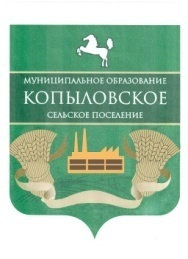 МУНИЦИПАЛЬНОЕ ОБРАЗОВАНИЕ
КОПЫЛОВСКОЕ
СЕЛЬСКОЕ ПОСЕЛЕНИЕ